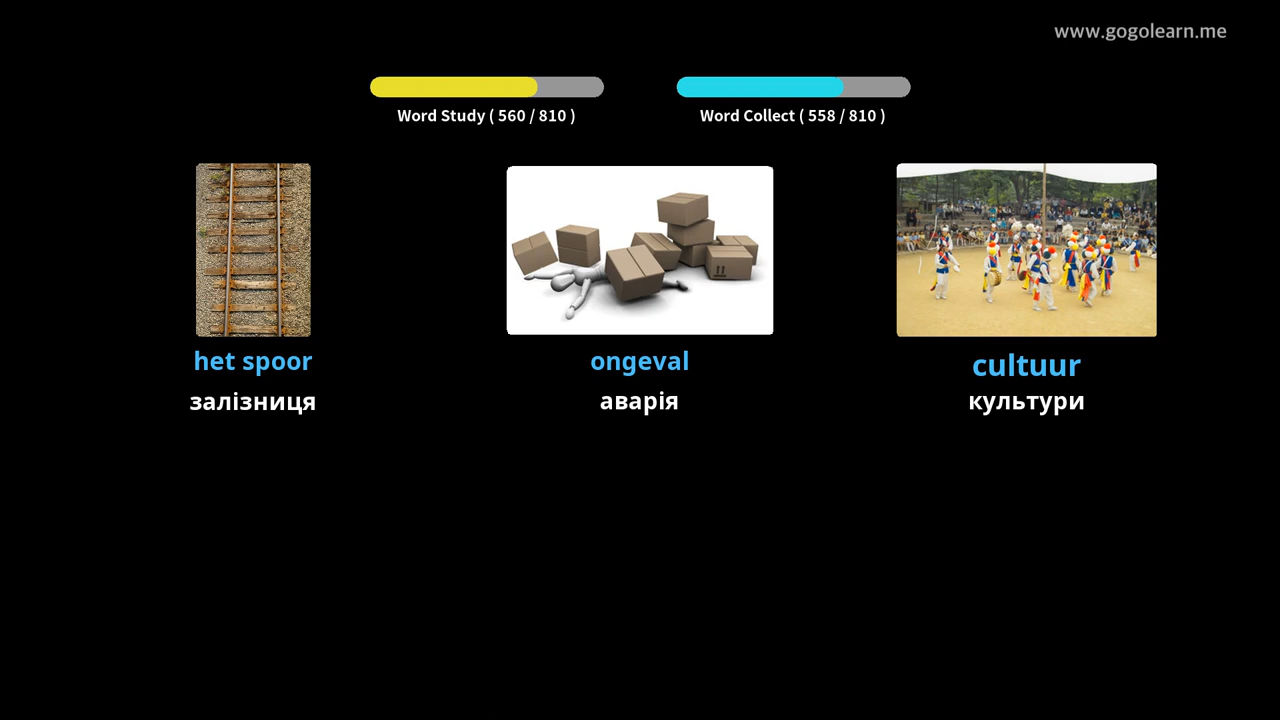 www.gogolearn.me
Word Study ( 560 / 810 )
Word Collect ( 558 / 810 )
het spoor
ongeval
cultuur
залізниця
аварія
культури